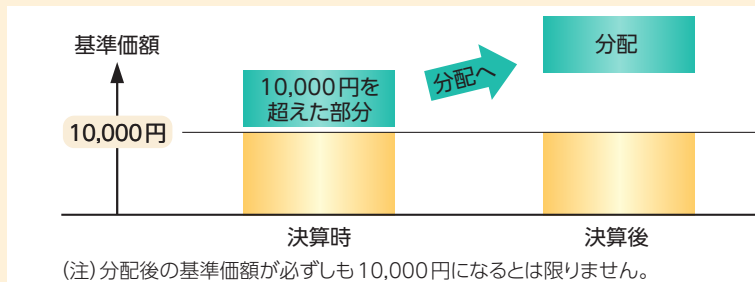 基準価額
10,000円
10,000円を
超えた部分
分配へ
分配
決算時
決算後
(注)分配後の基準価額が必ずしも10,000円になるとは限りません。